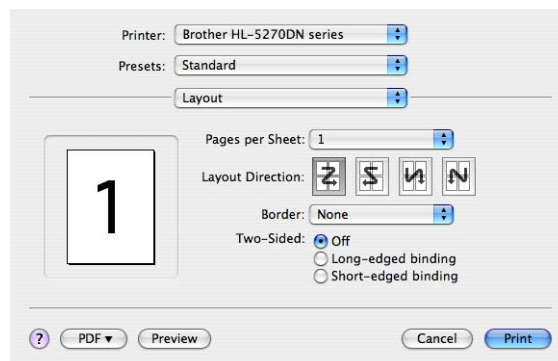 Printer: Brother HL-5270DN series
Presets: Standard
Layout
Pages per Sheet: 1
Layout Direction:
Border: None
Two-Sided: Off
Long-edged binding
Short-edged binding
1
? PDF▼ Preview Cancel Print